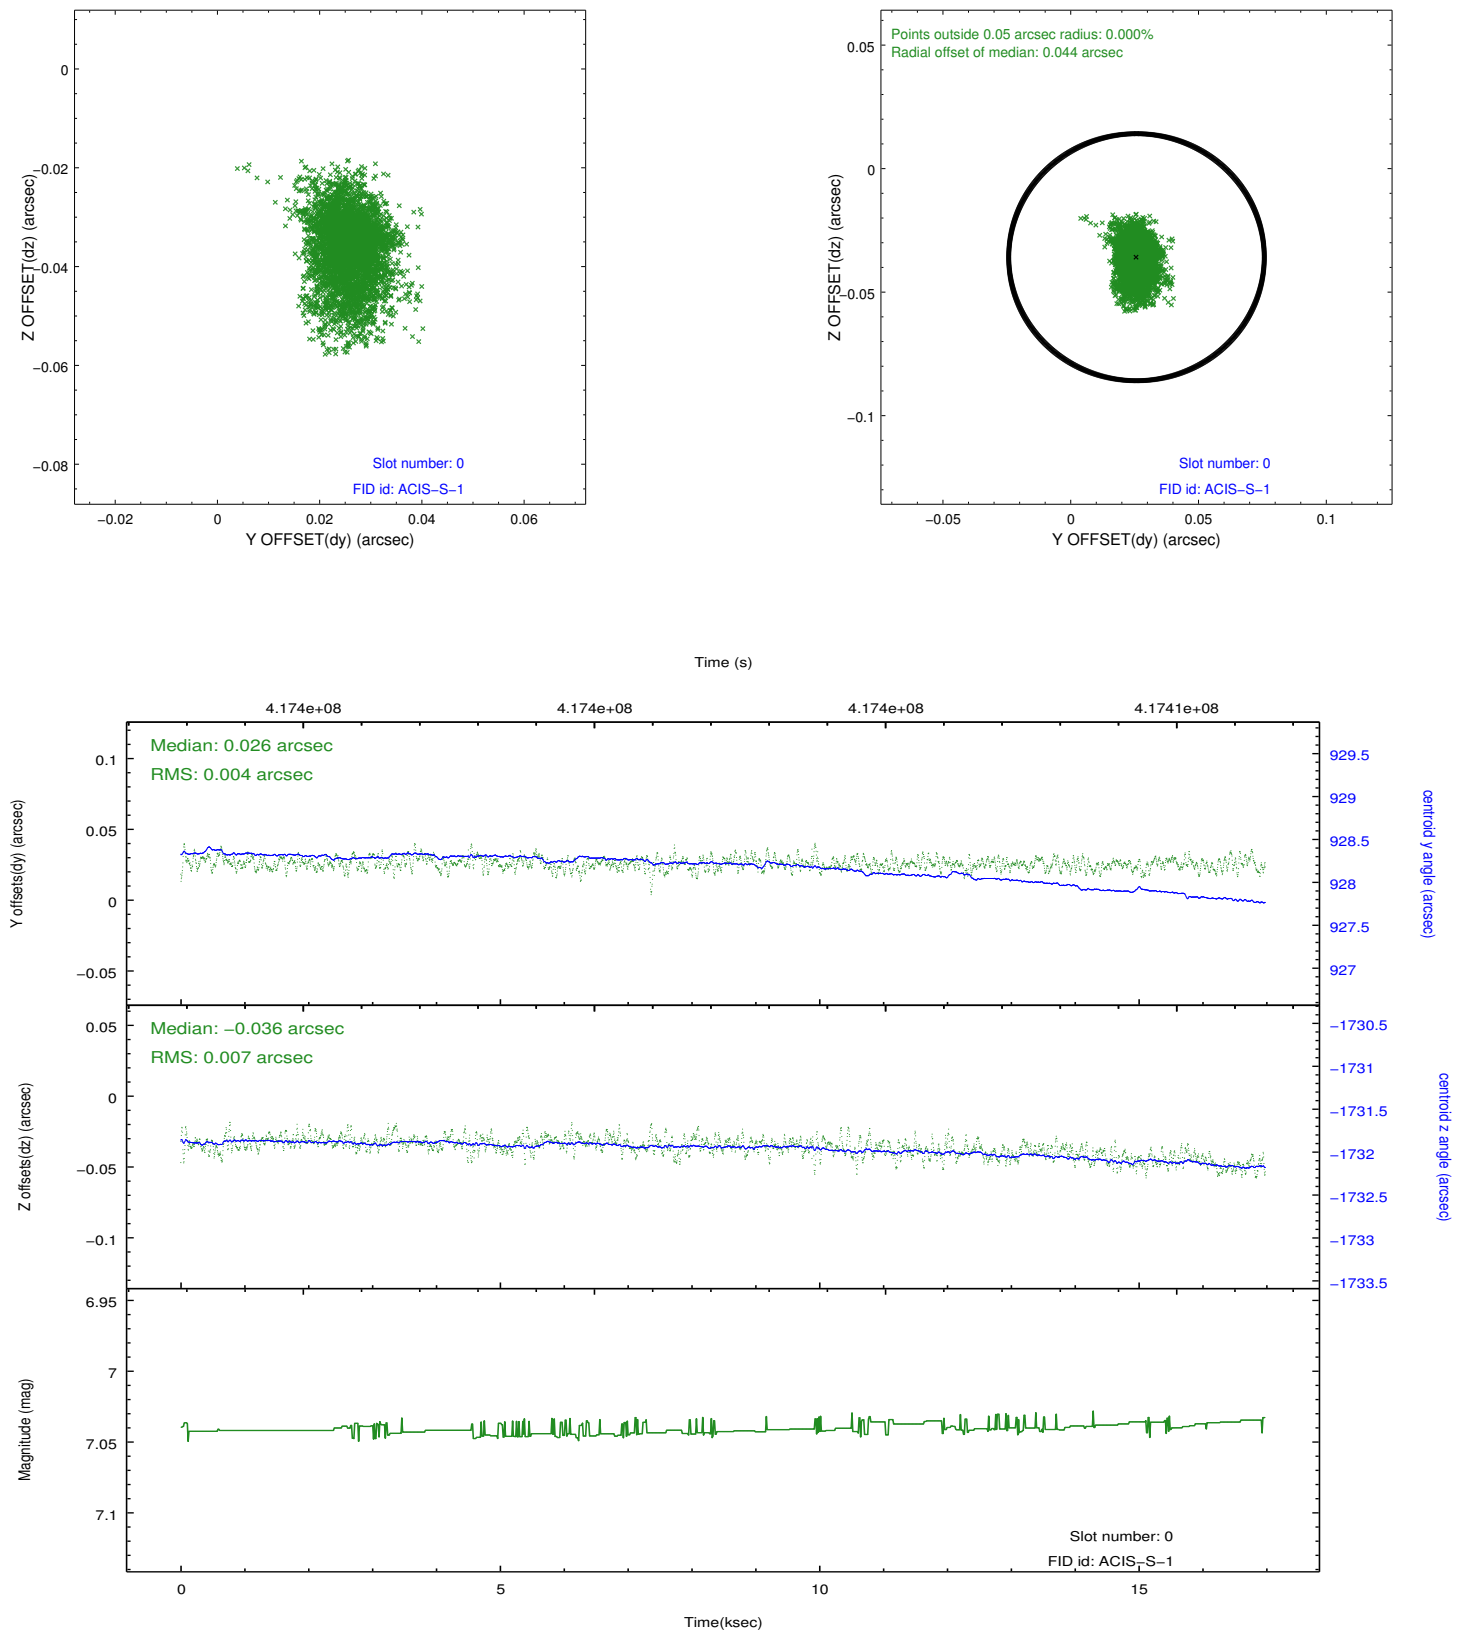 0
−0.02
−0.04
−0.06
−0.08
Z OFFSET(dz) (arcsec)
Slot number: 0
FID id: ACIS−S−1
−0.02
0
0.02
0.04
0.06
Y OFFSET(dy) (arcsec)
Points outside 0.05 arcsec radius: 0.000%
Radial offset of median: 0.044 arcsec
0.05
0
−0.05
−0.1
Z OFFSET(dz) (arcsec)
Slot number: 0
FID id: ACIS−S−1
−0.05
0
0.05
0.1
Y OFFSET(dy) (arcsec)
Time (s)
4.174e+08
4.174e+08
4.174e+08
4.1741e+08
Median: 0.026 arcsec
RMS: 0.004 arcsec
0.1
0.05
0
−0.05
Y offsets(dy) (arcsec)
929.5
929
928.5
928
927.5
927
centroid y angle (arcsec)
Median: −0.036 arcsec
RMS: 0.007 arcsec
0.05
0
−0.05
−0.1
Z offsets(dz) (arcsec)
−1730.5
−1731
−1731.5
−1732
−1732.5
−1733
−1733.5
centroid z angle (arcsec)
6.95
7
7.05
7.1
Magnitude (mag)
Slot number: 0
FID id: ACIS−S−1
0
5
10
15
Time(ksec)